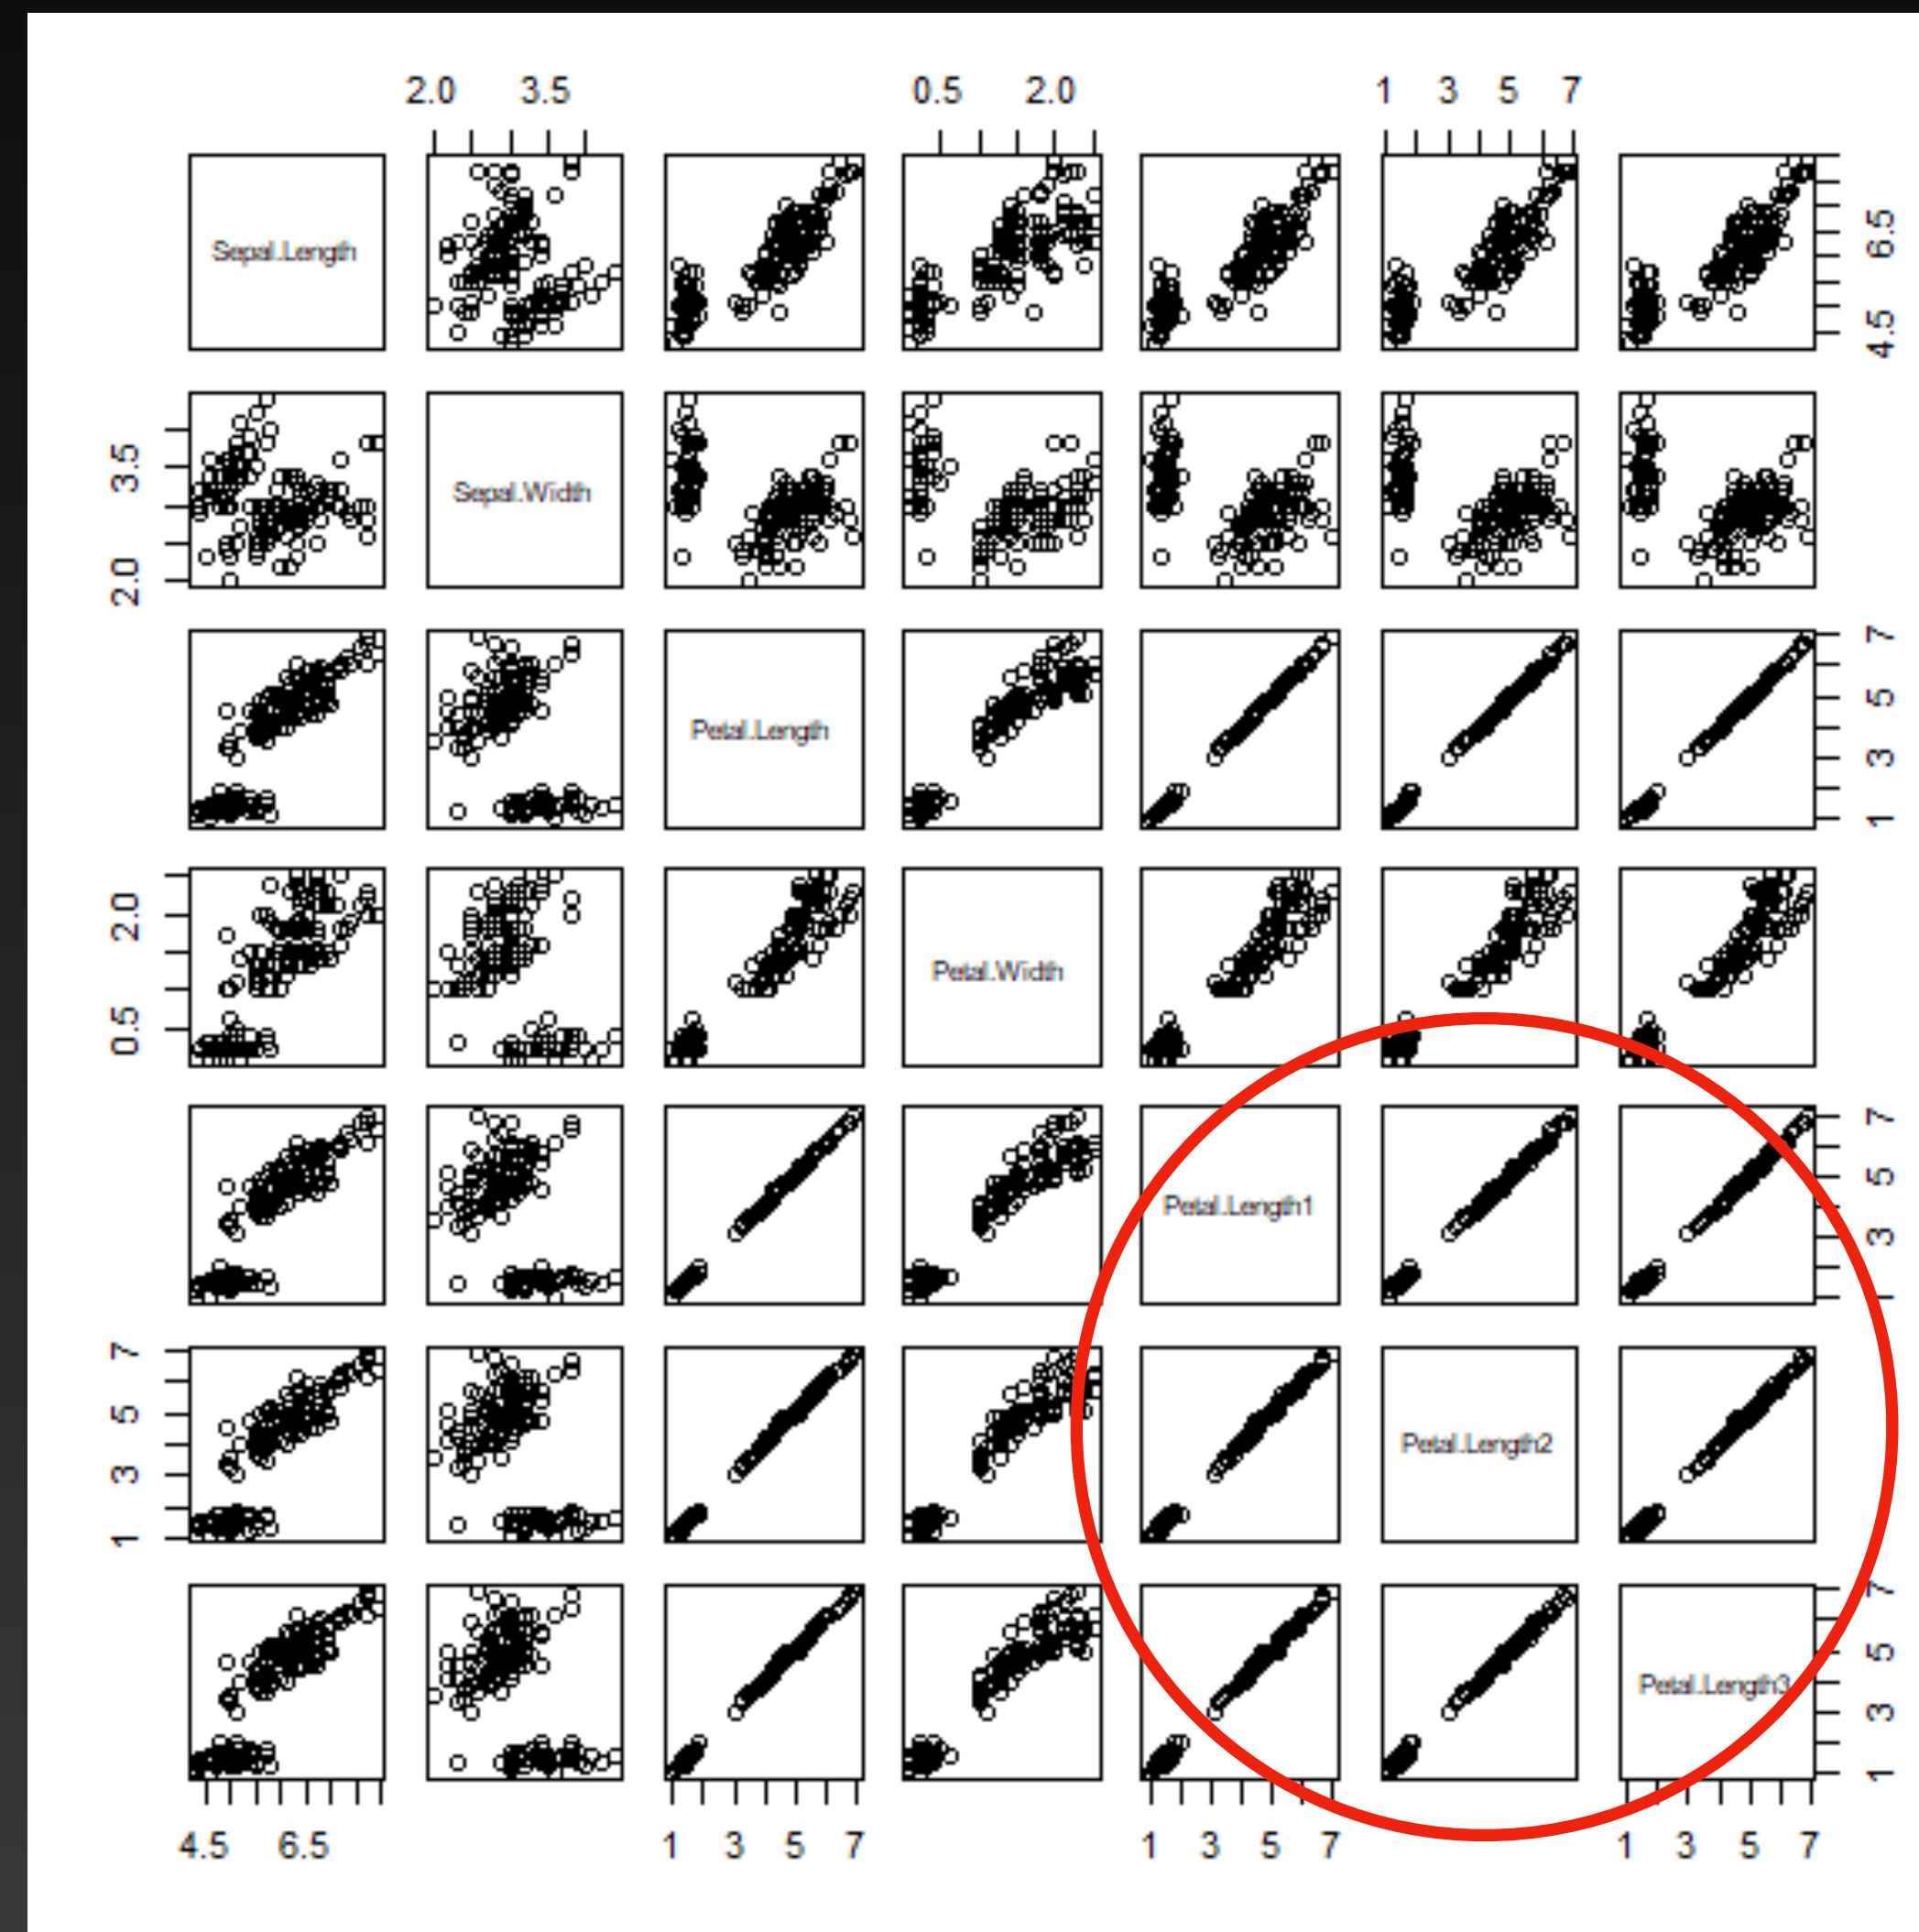 2.0 3.5 0.5 2.0 1 3 5 7
Sepal.Length 4.5 6.5
2.0 3.5 Sepal.Width
Petal.Length 1 3 5 7
0.5 2.0 Petal.Width
Petal.Length1 1 3 5 7
1 3 5 7 Petal.Length2
Petal.Length3 1 3 5 7
4.5 6.5 1 3 5 7 1 3 5 7 1 3 5 7